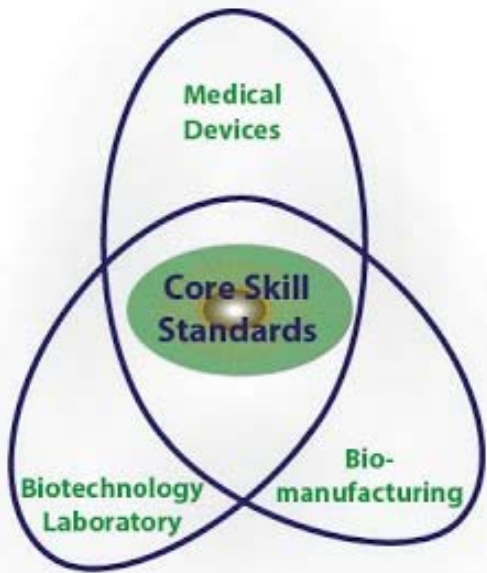 Medical
Devices
Core Skill
Standards
Biotechnology
Laboratory
Bio-
manufacturing